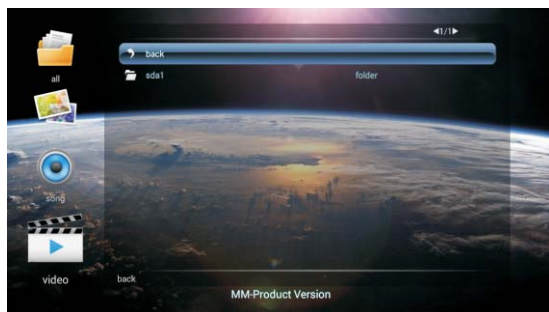 ◀1/1▶
back
all
sda1 folder
song
video
back
MM-Product Version